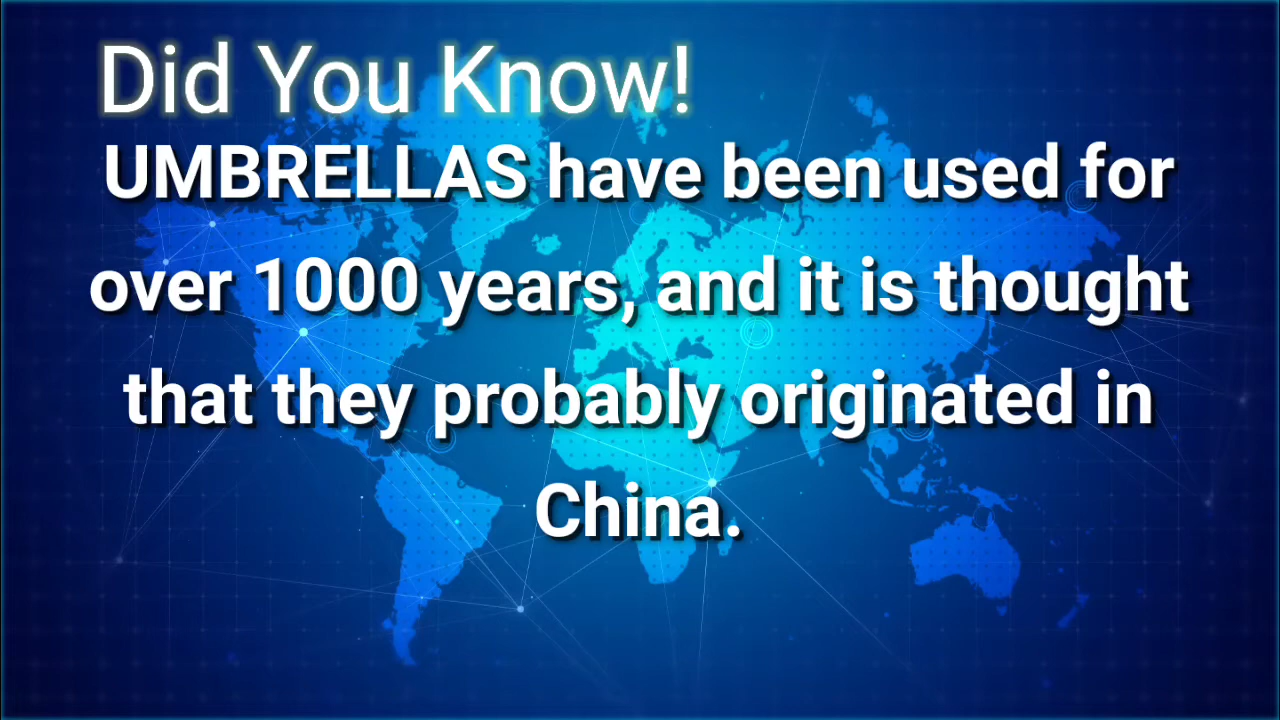 Did You Know!
UMBRELLAS have been used for
over 1000 years, and it is thought
that they probably originated in
China.